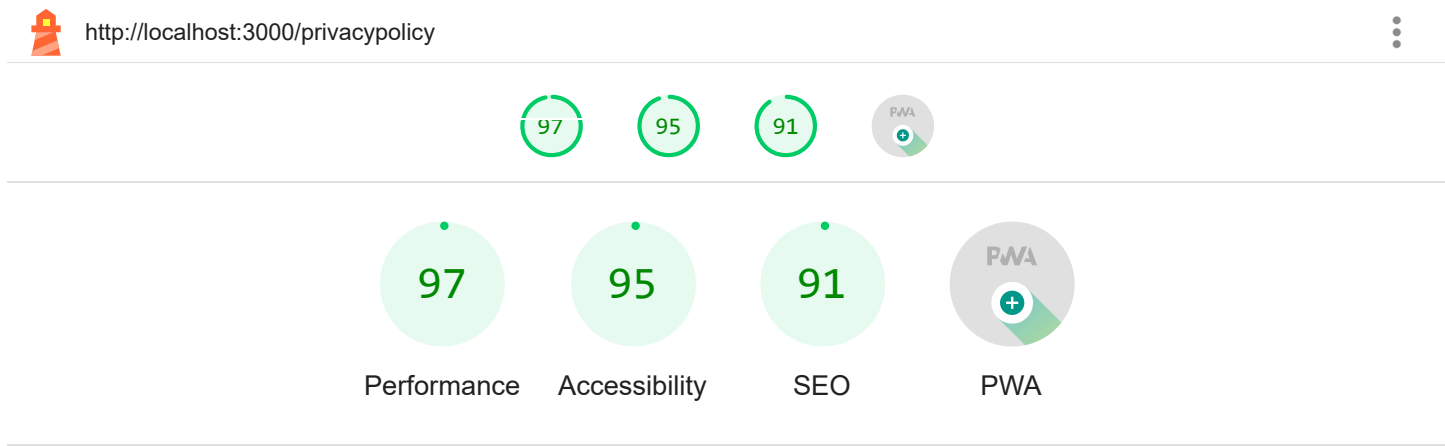 http://localhost:3000/privacypolicy
97 95 91 PWA
PWA
97 95 91
Performance Accessibility SEO PWA